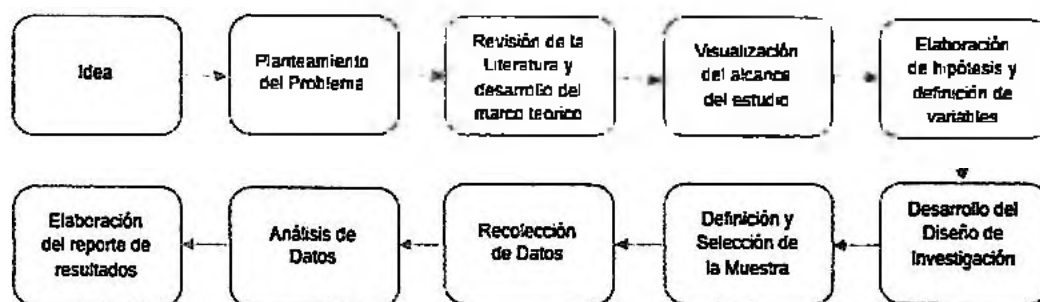 Idea
Planteamiento
del Problema
Revisión de la
Literatura y
desarrollo del
marco teórico
Visualización
del alcance
del estudio
Elaboración
de hipótesis y
definición de
variables
Desarrollo del
Diseño de
Investigación
Definición y
Selección de
la Muestra
Recolección
de Datos
Análisis de
Datos
Elaboración
del reporte de
resultados